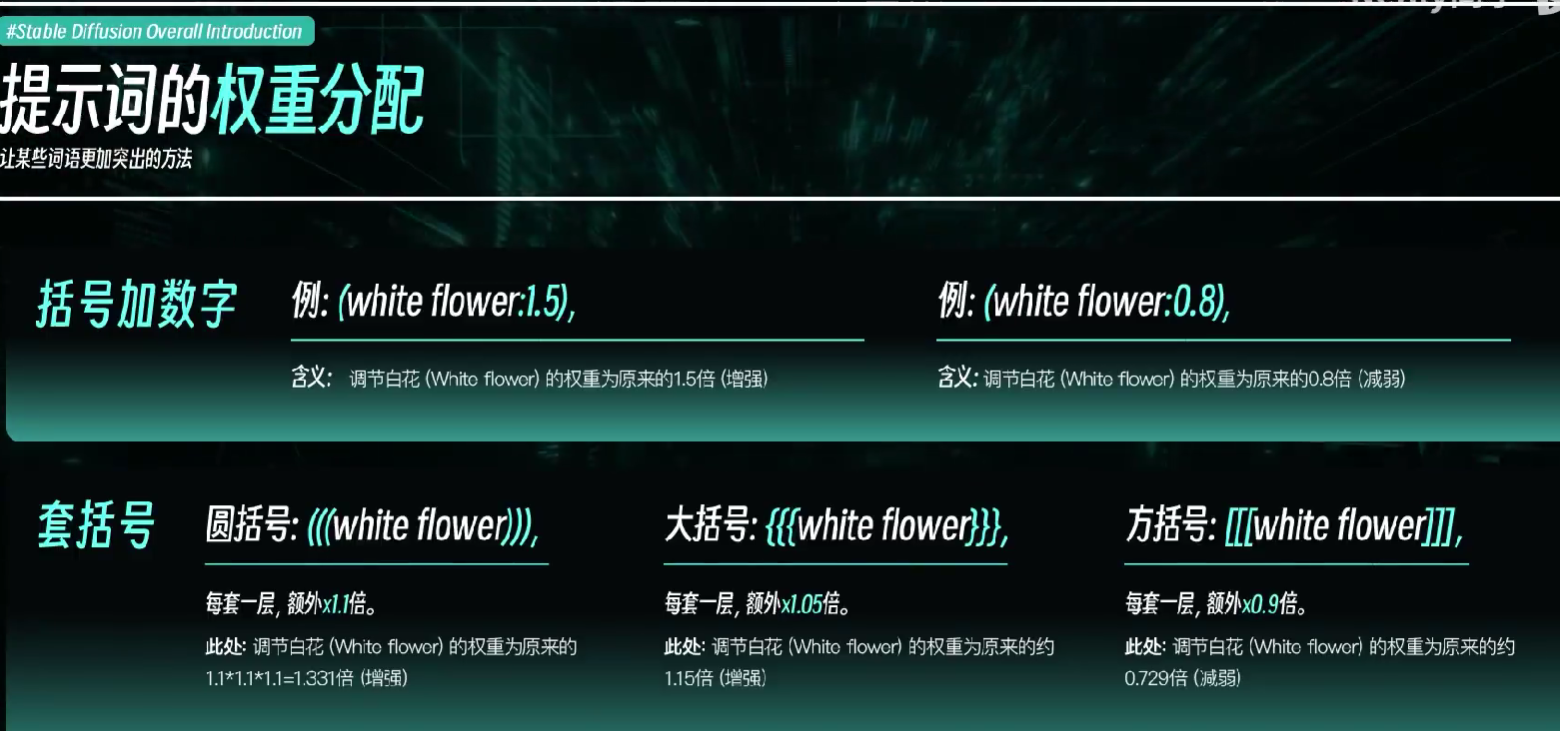 #Stable Diffusion Overall Introduction
提示词的权重分配
让某些词语更加突出的方法
括号加数字
例: (white flower:1.5),
含义: 调节白花 (White flower) 的权重为原来的1.5倍 (增强)
例: (white flower:0.8),
含义: 调节白花 (White flower) 的权重为原来的0.8倍 (减弱)
套括号
圆括号: (((white flower))),
每套一层, 额外x1.1倍。
此处: 调节白花 (White flower) 的权重为原来的
1.1*1.1*1.1=1.331倍 (增强)
大括号: {{{white flower}}},
每套一层, 额外x1.05倍。
此处: 调节白花 (White flower) 的权重为原来的约
1.15倍 (增强)
方括号: [[[white flower]]],
每套一层, 额外x0.9倍。
此处: 调节白花 (White flower) 的权重为原来的约
0.729倍 (减弱)